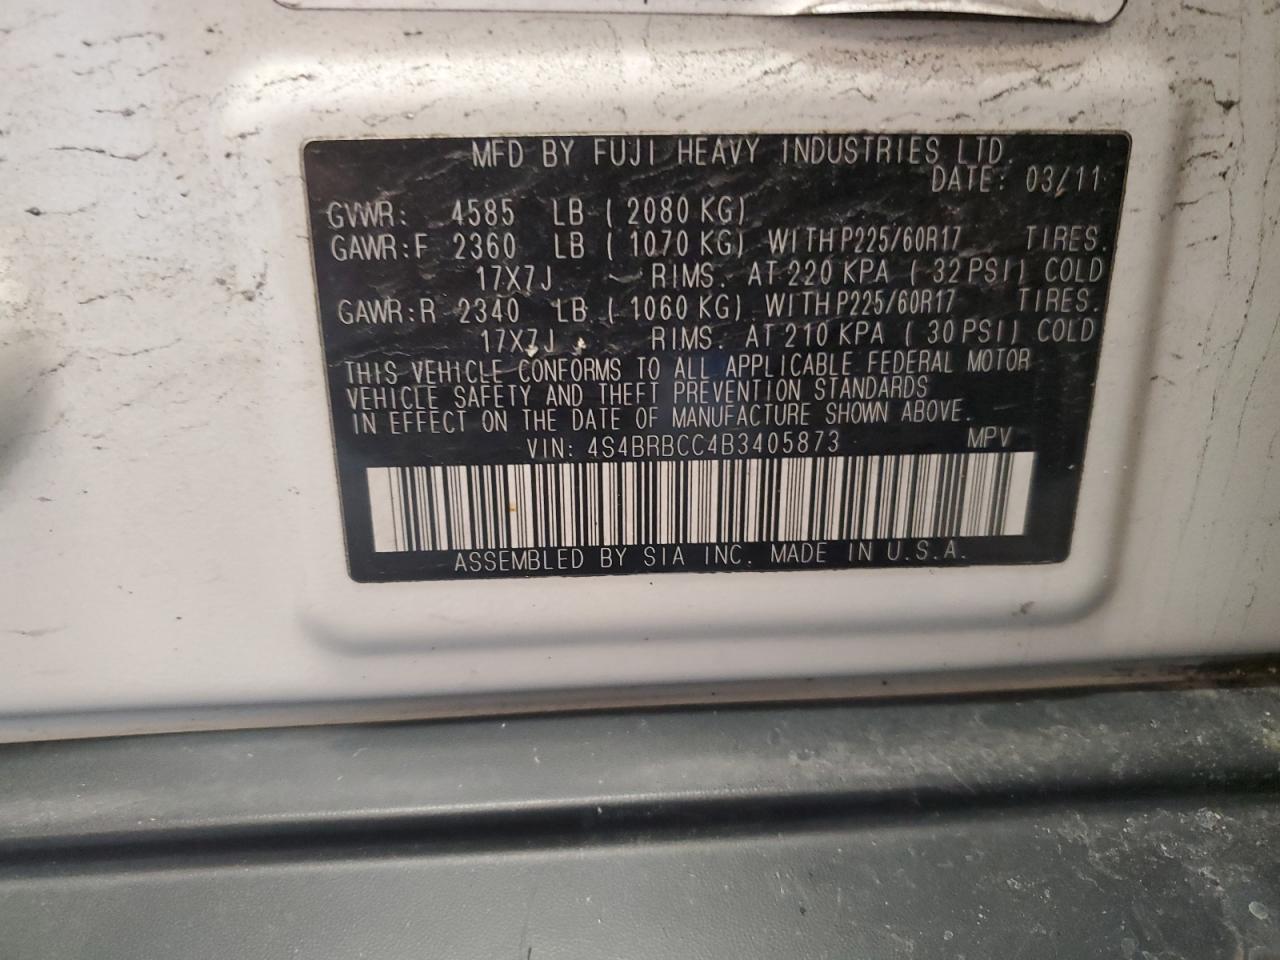 MFD BY FUJI HEAVY INDUSTRIES LTD.
DATE: 03/11
GVWR: 4585 LB ( 2080 KG)
GAWR:F 2360 LB ( 1070 KG) WITH P225/60R17 TIRES.
17X7J RIMS. AT 220 KPA ( 32 PSI) COLD
GAWR:R 2340 LB ( 1060 KG) WITH P225/60R17 TIRES.
17X7J RIMS. AT 210 KPA ( 30 PSI) COLD
THIS VEHICLE CONFORMS TO ALL APPLICABLE FEDERAL MOTOR
VEHICLE SAFETY AND THEFT PREVENTION STANDARDS
IN EFFECT ON THE DATE OF MANUFACTURE SHOWN ABOVE.
VIN: 4S4BRBCC4B3405873 MPV
ASSEMBLED BY SIA INC. MADE IN U.S.A.